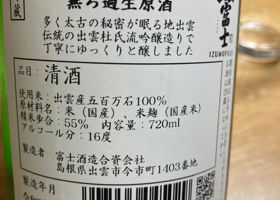 蔵
無ろ過生原酒
富士
IZUMOFUJI
多く太古の秘密が眠る地出雲
伝統の出雲杜氏流吟醸造りで
丁寧にゆっくりと醸しました
品目:清酒
使用米:出雲産五百万石100%
原材料名:米(国産)、米麹(国産米)
精米歩合:55% 内容量:720ml
アルコール分:16度
製造者:富士酒造合資会社
島根県出雲市今市町1403番地
製造年月